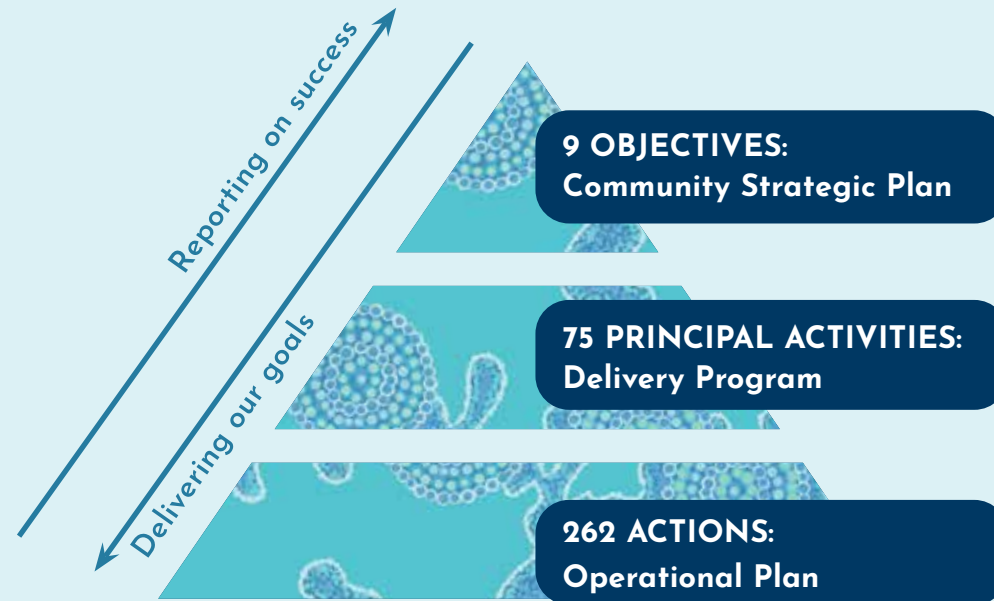 Reporting on success
Delivering our goals
9 OBJECTIVES:
Community Strategic Plan
75 PRINCIPAL ACTIVITIES:
Delivery Program
262 ACTIONS:
Operational Plan